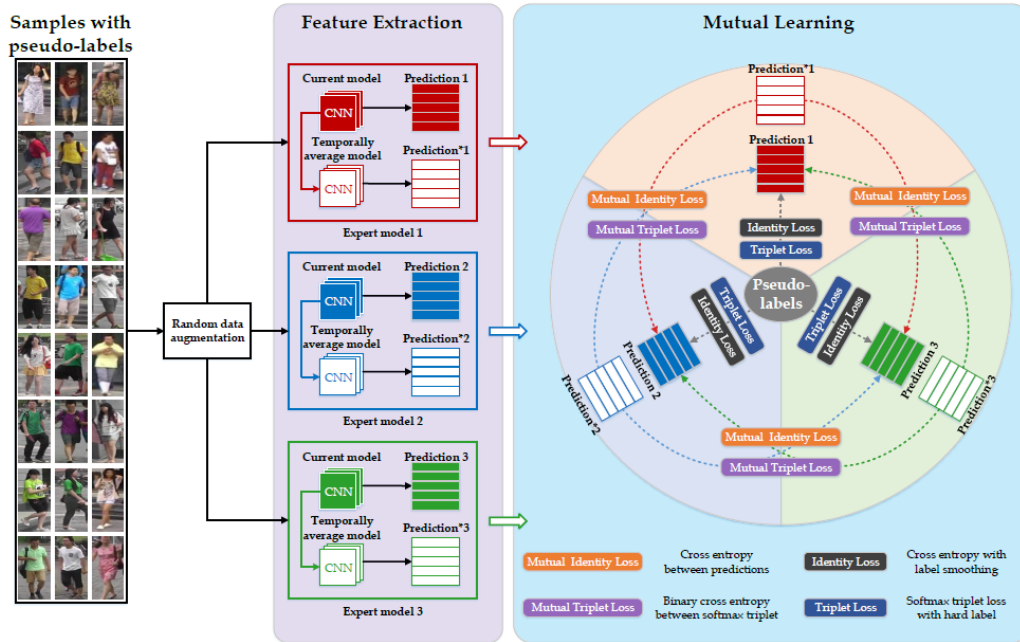 Samples with
pseudo-labels
Random data
augmentation
Feature Extraction
Current model
Prediction 1
CNN
Temporally
average model
Prediction*1
CNN
Expert model 1
Current model
Prediction 2
CNN
Temporally
average model
Prediction*2
CNN
Expert model 2
Current model
Prediction 3
CNN
Temporally
average model
Prediction*3
CNN
Expert model 3
Mutual Learning
Prediction*1
Prediction 1
Mutual Identity Loss
Mutual Triplet Loss
Identity Loss
Triplet Loss
Mutual Identity Loss
Mutual Triplet Loss
Pseudo-
labels
Triplet Loss
Identity Loss
Triplet Loss
Identity Loss
Prediction 2
Prediction*2
Prediction 3
Prediction*3
Mutual Identity Loss
Mutual Triplet Loss
Mutual Identity Loss
Cross entropy
between predictions
Identity Loss
Cross entropy with
label smoothing
Mutual Triplet Loss
Binary cross entropy
between softmax triplet
Triplet Loss
Softmax triplet loss
with hard label